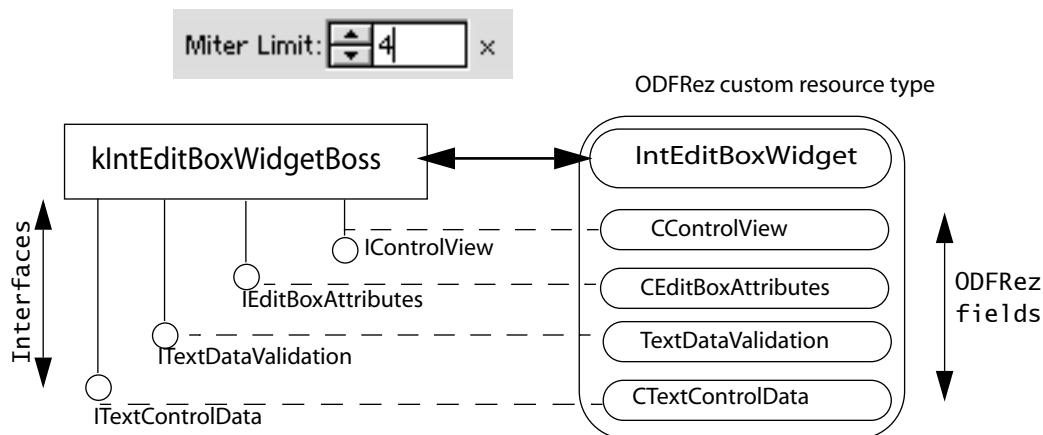 Miter Limit: 4 ×
ODFRez custom resource type
kIntEditBoxWidgetBoss
IntEditBoxWidget
Interfaces
IControlView
CControlView
IEditBoxAttributes
CEditBoxAttributes
ODFRez
fields
ITextDataValidation
TextDataValidation
ITextControlData
CTextControlData